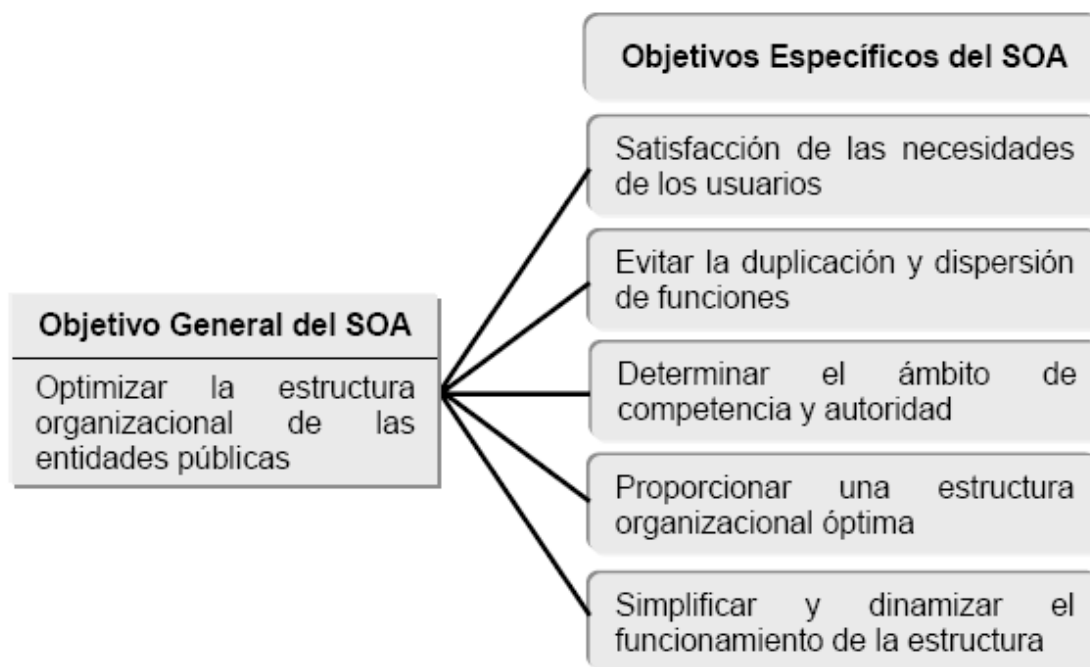 Objetivos Específicos del SOA
Satisfacción de las necesidades
de los usuarios
Evitar la duplicación y dispersión
de funciones
Objetivo General del SOA
Optimizar la estructura
organizacional de las
entidades públicas
Determinar el ámbito de
competencia y autoridad
Proporcionar una estructura
organizacional óptima
Simplificar y dinamizar el
funcionamiento de la estructura